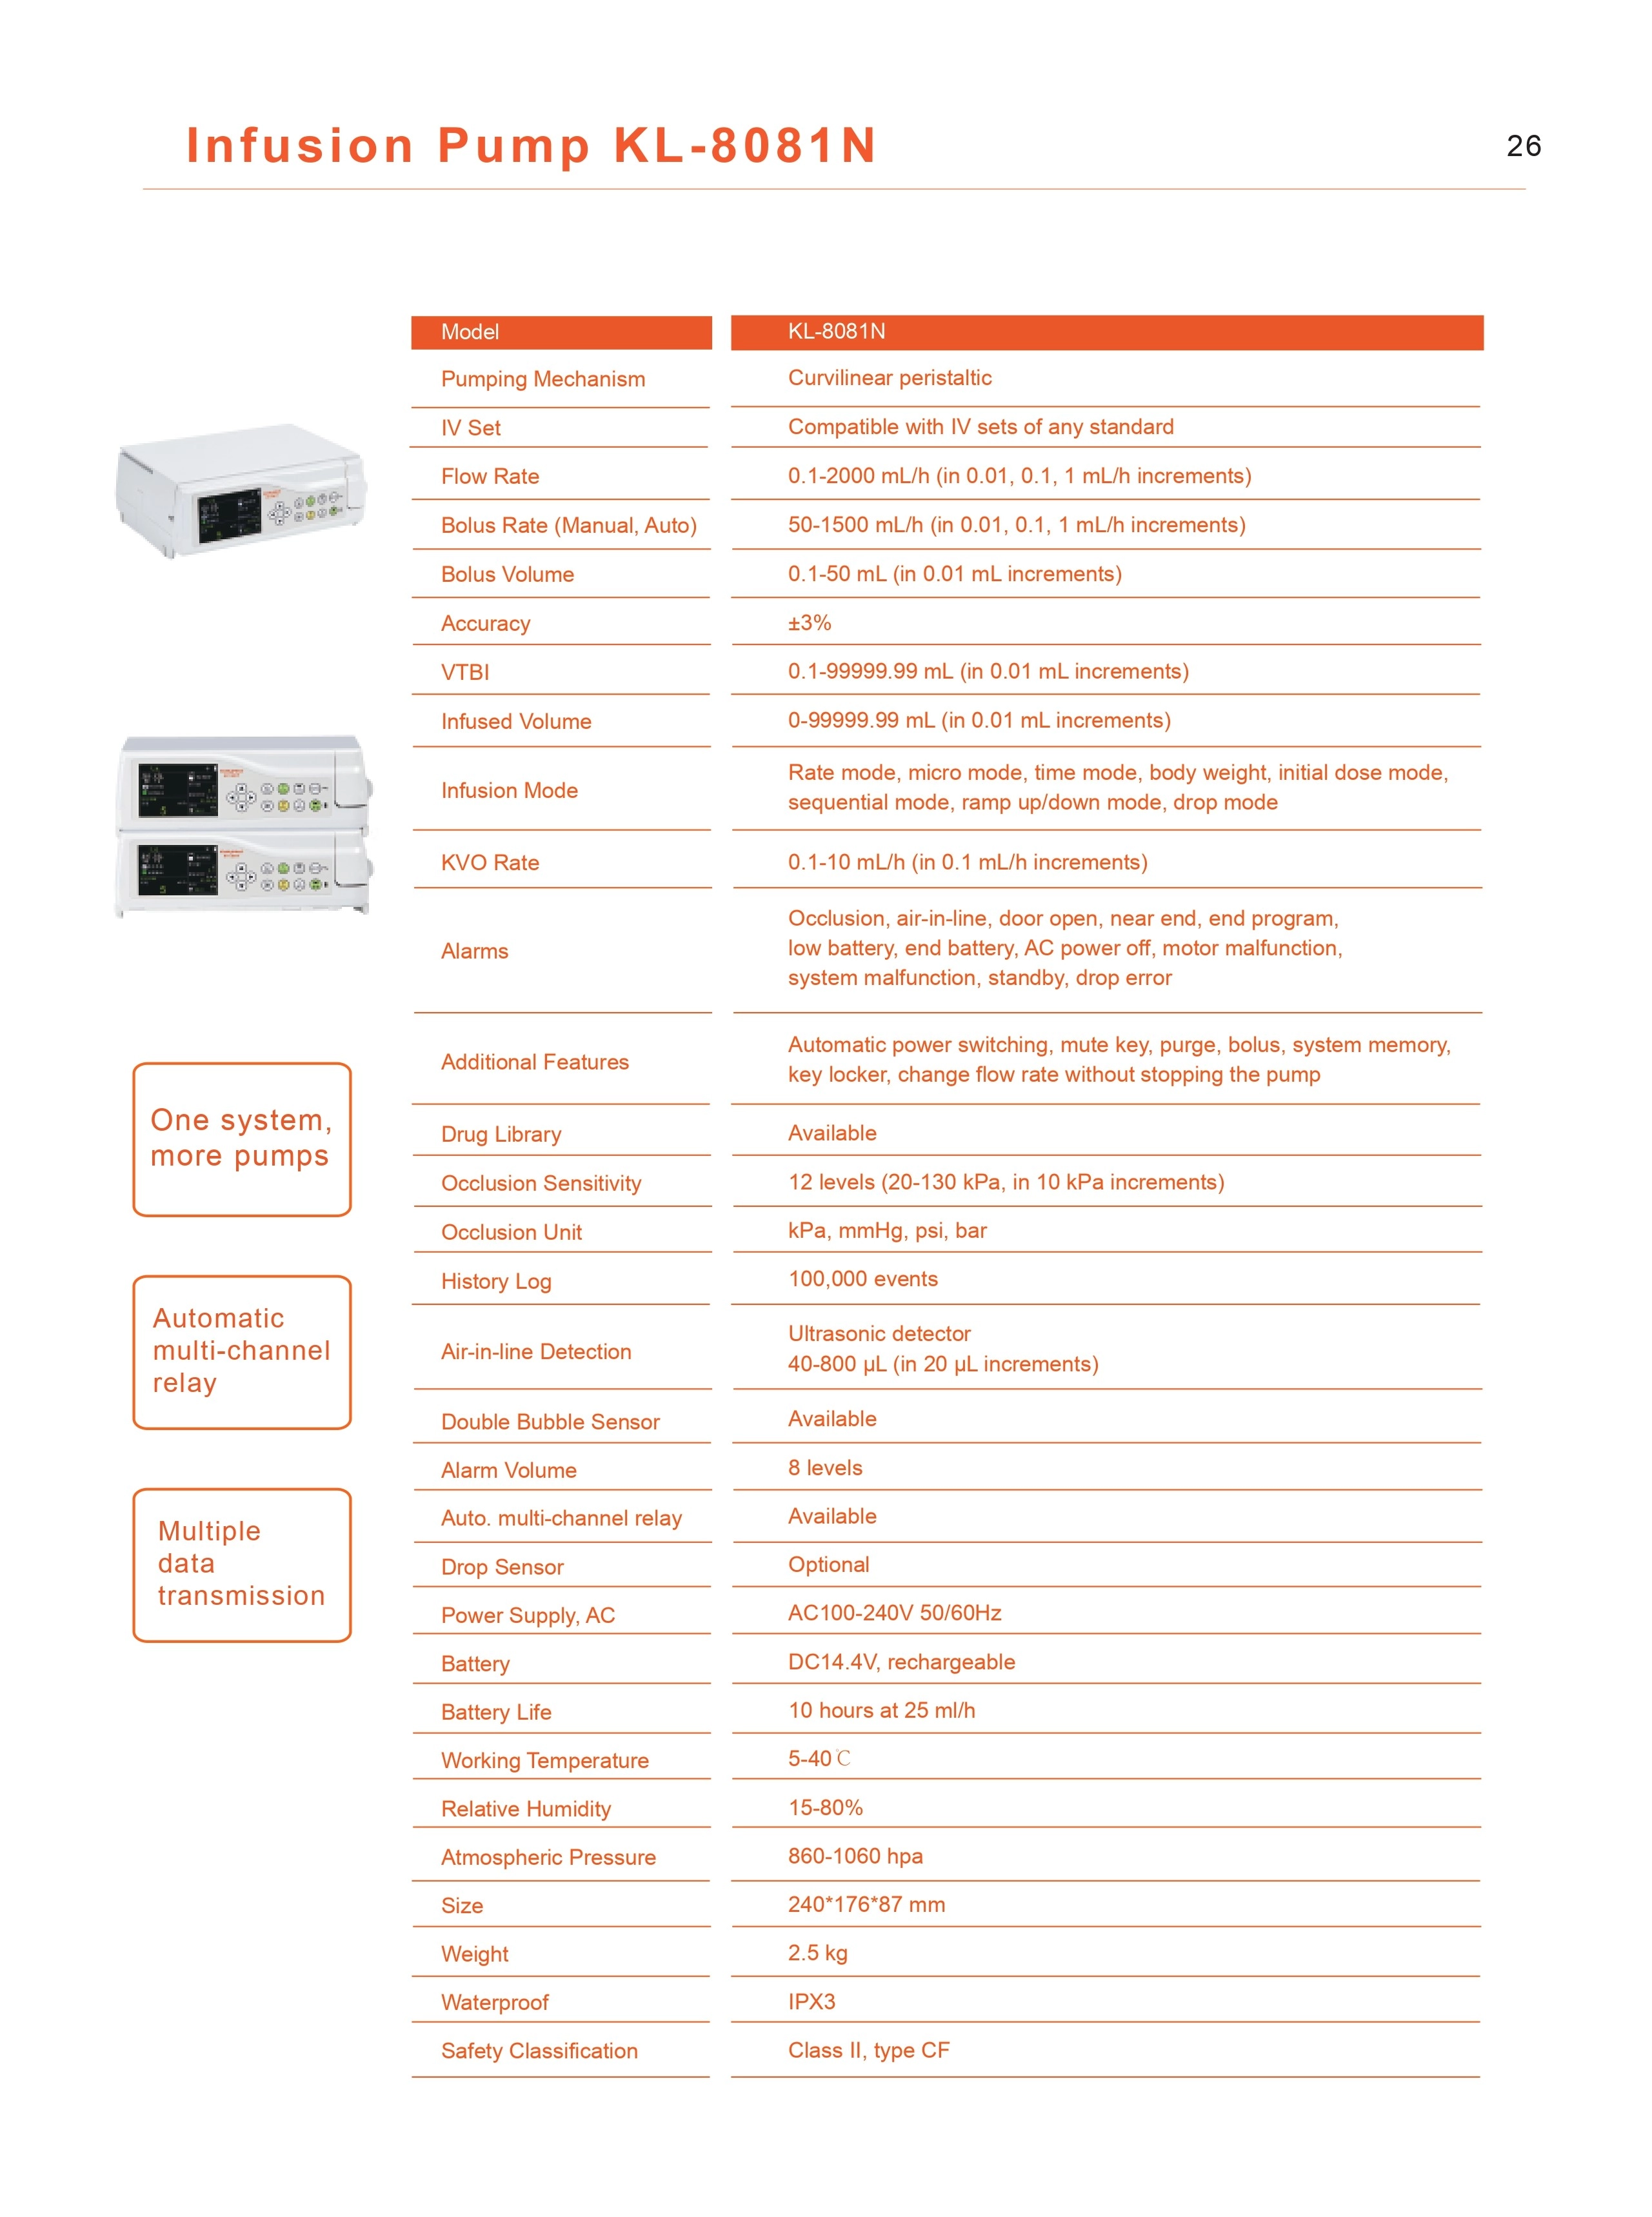 Infusion Pump KL-8081N
26
Model KL-8081N
Pumping Mechanism Curvilinear peristaltic
IV Set Compatible with IV sets of any standard
Flow Rate 0.1-2000 mL/h (in 0.01, 0.1, 1 mL/h increments)
Bolus Rate (Manual, Auto) 50-1500 mL/h (in 0.01, 0.1, 1 mL/h increments)
Bolus Volume 0.1-50 mL (in 0.01 mL increments)
Accuracy ±3%
VTBI 0.1-99999.99 mL (in 0.01 mL increments)
Infused Volume 0-99999.99 mL (in 0.01 mL increments)
Infusion Mode Rate mode, micro mode, time mode, body weight, initial dose mode,
sequential mode, ramp up/down mode, drop mode
KVO Rate 0.1-10 mL/h (in 0.1 mL/h increments)
Alarms Occlusion, air-in-line, door open, near end, end program,
low battery, end battery, AC power off, motor malfunction,
system malfunction, standby, drop error
Additional Features Automatic power switching, mute key, purge, bolus, system memory,
key locker, change flow rate without stopping the pump
Drug Library Available
Occlusion Sensitivity 12 levels (20-130 kPa, in 10 kPa increments)
Occlusion Unit kPa, mmHg, psi, bar
History Log 100,000 events
Air-in-line Detection Ultrasonic detector
40-800 µL (in 20 µL increments)
Double Bubble Sensor Available
Alarm Volume 8 levels
Auto. multi-channel relay Available
Drop Sensor Optional
Power Supply, AC AC100-240V 50/60Hz
Battery DC14.4V, rechargeable
Battery Life 10 hours at 25 ml/h
Working Temperature 5-40℃
Relative Humidity 15-80%
Atmospheric Pressure 860-1060 hpa
Size 240*176*87 mm
Weight 2.5 kg
Waterproof IPX3
Safety Classification Class II, type CF
One system,
more pumps
Automatic
multi-channel
relay
Multiple
data
transmission